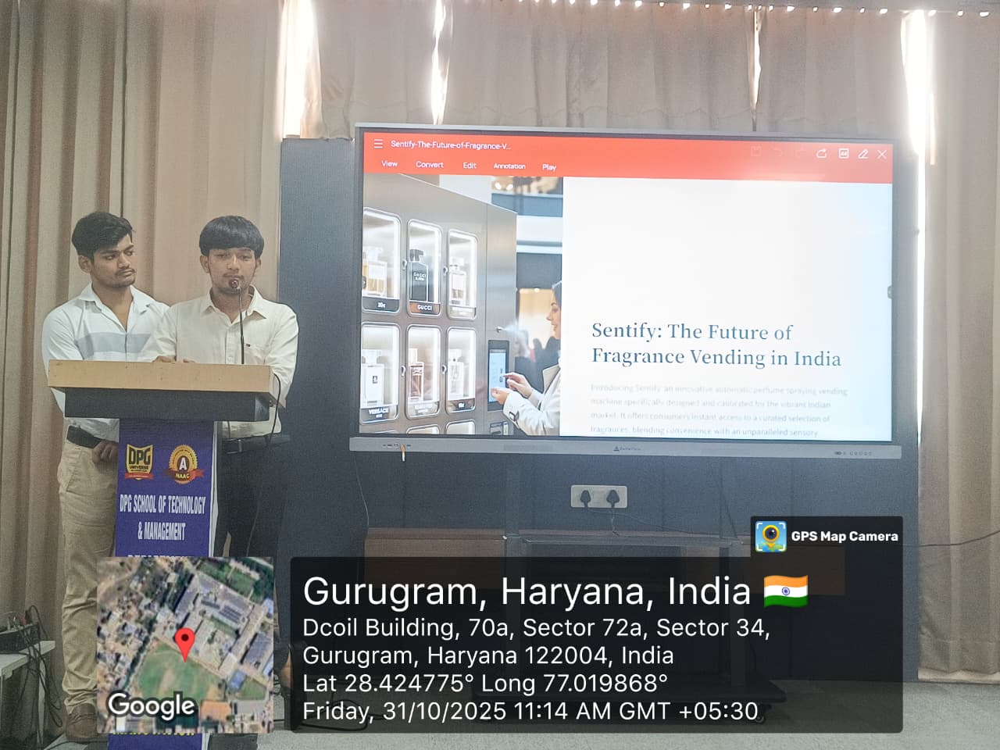 Sentify-The-Future-of-Fragrance-V...
View Convert Edit Annotation Play
GUCCI
GUCCI
VERSACE
Sentify: The Future of
Fragrance Vending in India
Introducing Sentify, an innovative automatic perfume spraying vending
machine specifically designed and calibrated for the vibrant Indian
market. It offers consumers instant access to a curated selection of
fragrances, blending convenience with an unparalleled sensory
DPG
UNIVERSE
A
NAAC
DPG SCHOOL OF TECHNOLOGY
& MANAGEMENT
GPS Map Camera
Gurugram, Haryana, India
Dcoil Building, 70a, Sector 72a, Sector 34,
Gurugram, Haryana 122004, India
Lat 28.424775° Long 77.019868°
Friday, 31/10/2025 11:14 AM GMT +05:30
Google